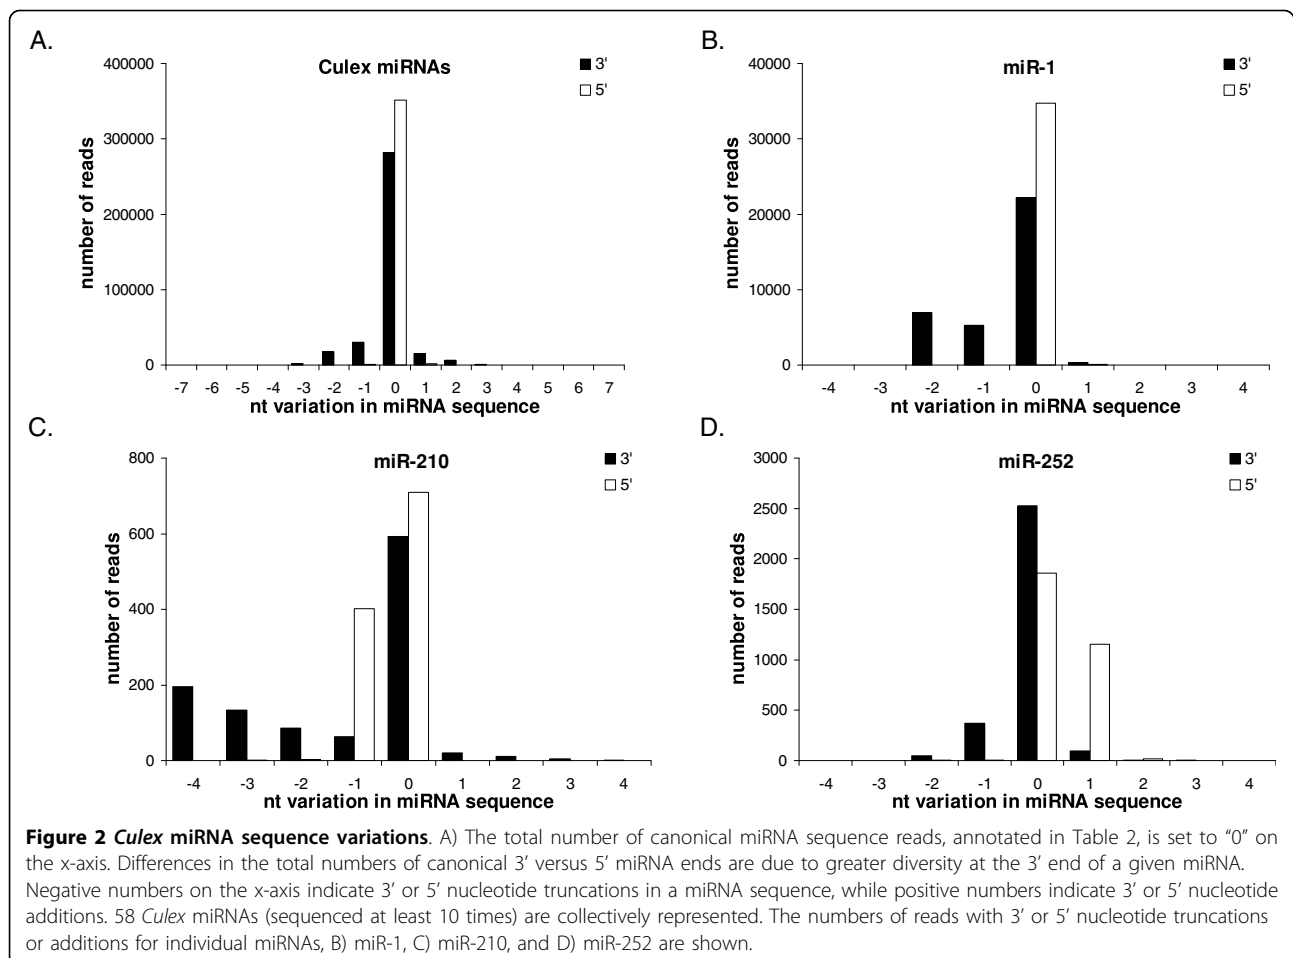 A.
Culex miRNAs
3'
5'
number of reads
400000
300000
200000
100000
0
-7 -6 -5 -4 -3 -2 -1 0 1 2 3 4 5 6 7
nt variation in miRNA sequence
B.
miR-1
3'
5'
number of reads
40000
30000
20000
10000
0
-4 -3 -2 -1 0 1 2 3 4
nt variation in miRNA sequence
C.
miR-210
3'
5'
number of reads
800
600
400
200
0
-4 -3 -2 -1 0 1 2 3 4
nt variation in miRNA sequence
D.
miR-252
3'
5'
number of reads
3000
2500
2000
1500
1000
500
0
-4 -3 -2 -1 0 1 2 3 4
nt variation in miRNA sequence
Figure 2 Culex miRNA sequence variations. A) The total number of canonical miRNA sequence reads, annotated in Table 2, is set to “0” on
the x-axis. Differences in the total numbers of canonical 3’ versus 5’ miRNA ends are due to greater diversity at the 3’ end of a given miRNA.
Negative numbers on the x-axis indicate 3’ or 5’ nucleotide truncations in a miRNA sequence, while positive numbers indicate 3’ or 5’ nucleotide
additions. 58 Culex miRNAs (sequenced at least 10 times) are collectively represented. The numbers of reads with 3’ or 5’ nucleotide truncations
or additions for individual miRNAs, B) miR-1, C) miR-210, and D) miR-252 are shown.